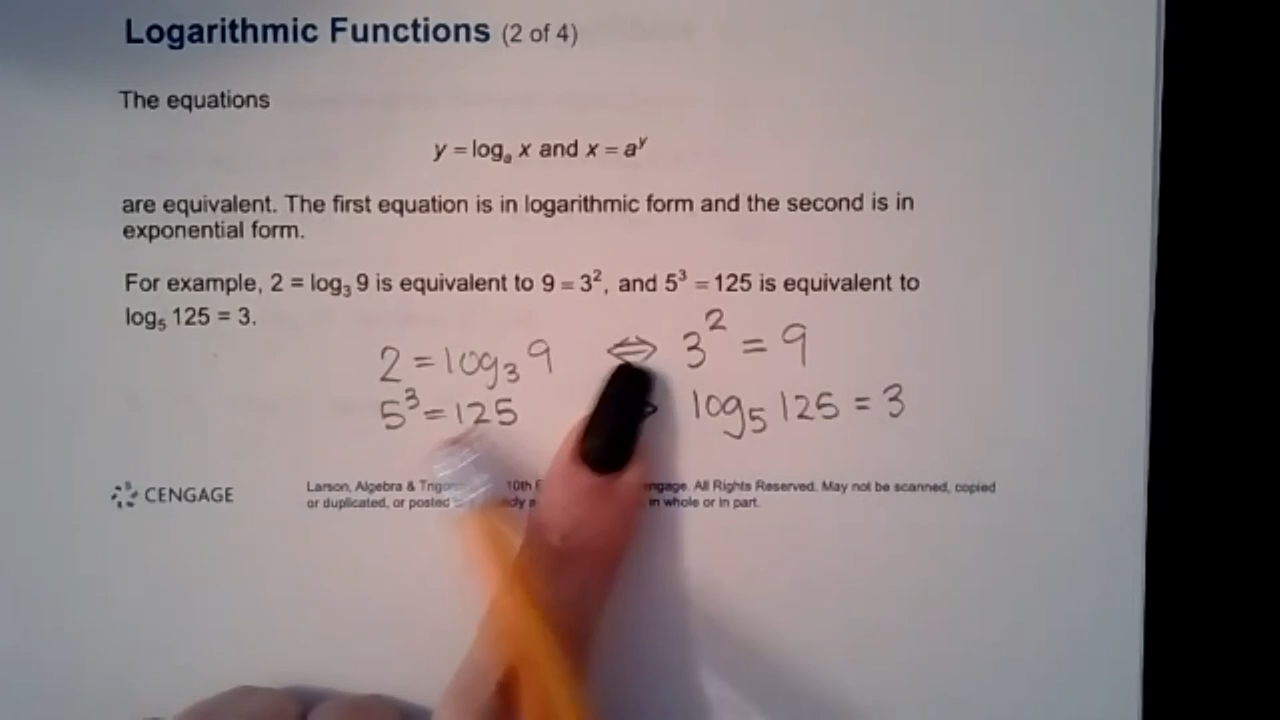 Logarithmic Functions (2 of 4)
The equations
y = logₐ x and x = aʸ
are equivalent. The first equation is in logarithmic form and the second is in
exponential form.
For example, 2 = log₃ 9 is equivalent to 9 = 3², and 5³ = 125 is equivalent to
log₅ 125 = 3.
2 = log₃ 9 ⇔ 3² = 9
5³ = 125 log₅ 125 = 3
CENGAGE
Larson, Algebra & 10th All Rights Reserved. May not be scanned, copied
or duplicated, or posted in whole or in part.